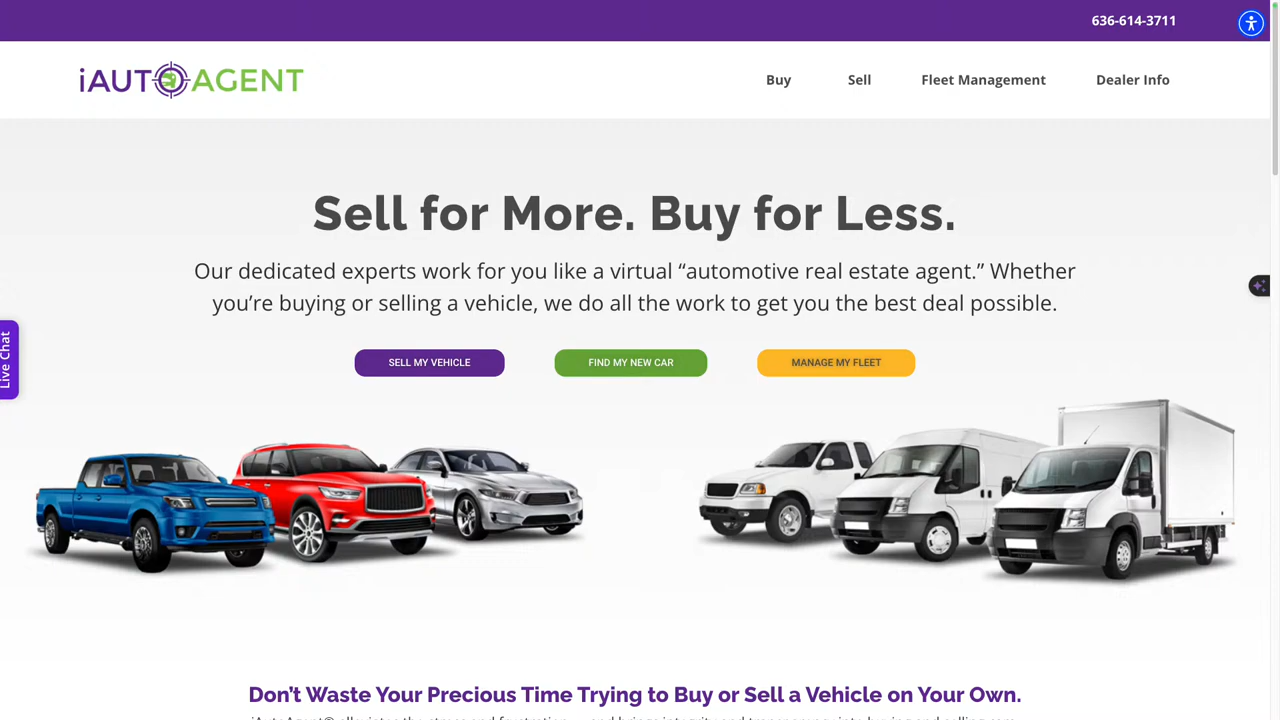 636-614-3711
iAUTOAGENT
Buy
Sell
Fleet Management
Dealer Info
Sell for More. Buy for Less.
Our dedicated experts work for you like a virtual “automotive real estate agent.” Whether
you’re buying or selling a vehicle, we do all the work to get you the best deal possible.
Live Chat
SELL MY VEHICLE
FIND MY NEW CAR
MANAGE MY FLEET
Don’t Waste Your Precious Time Trying to Buy or Sell a Vehicle on Your Own.